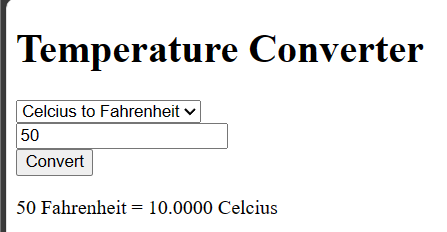 Temperature Converter
Celcius to Fahrenheit
50
Convert
50 Fahrenheit = 10.0000 Celcius